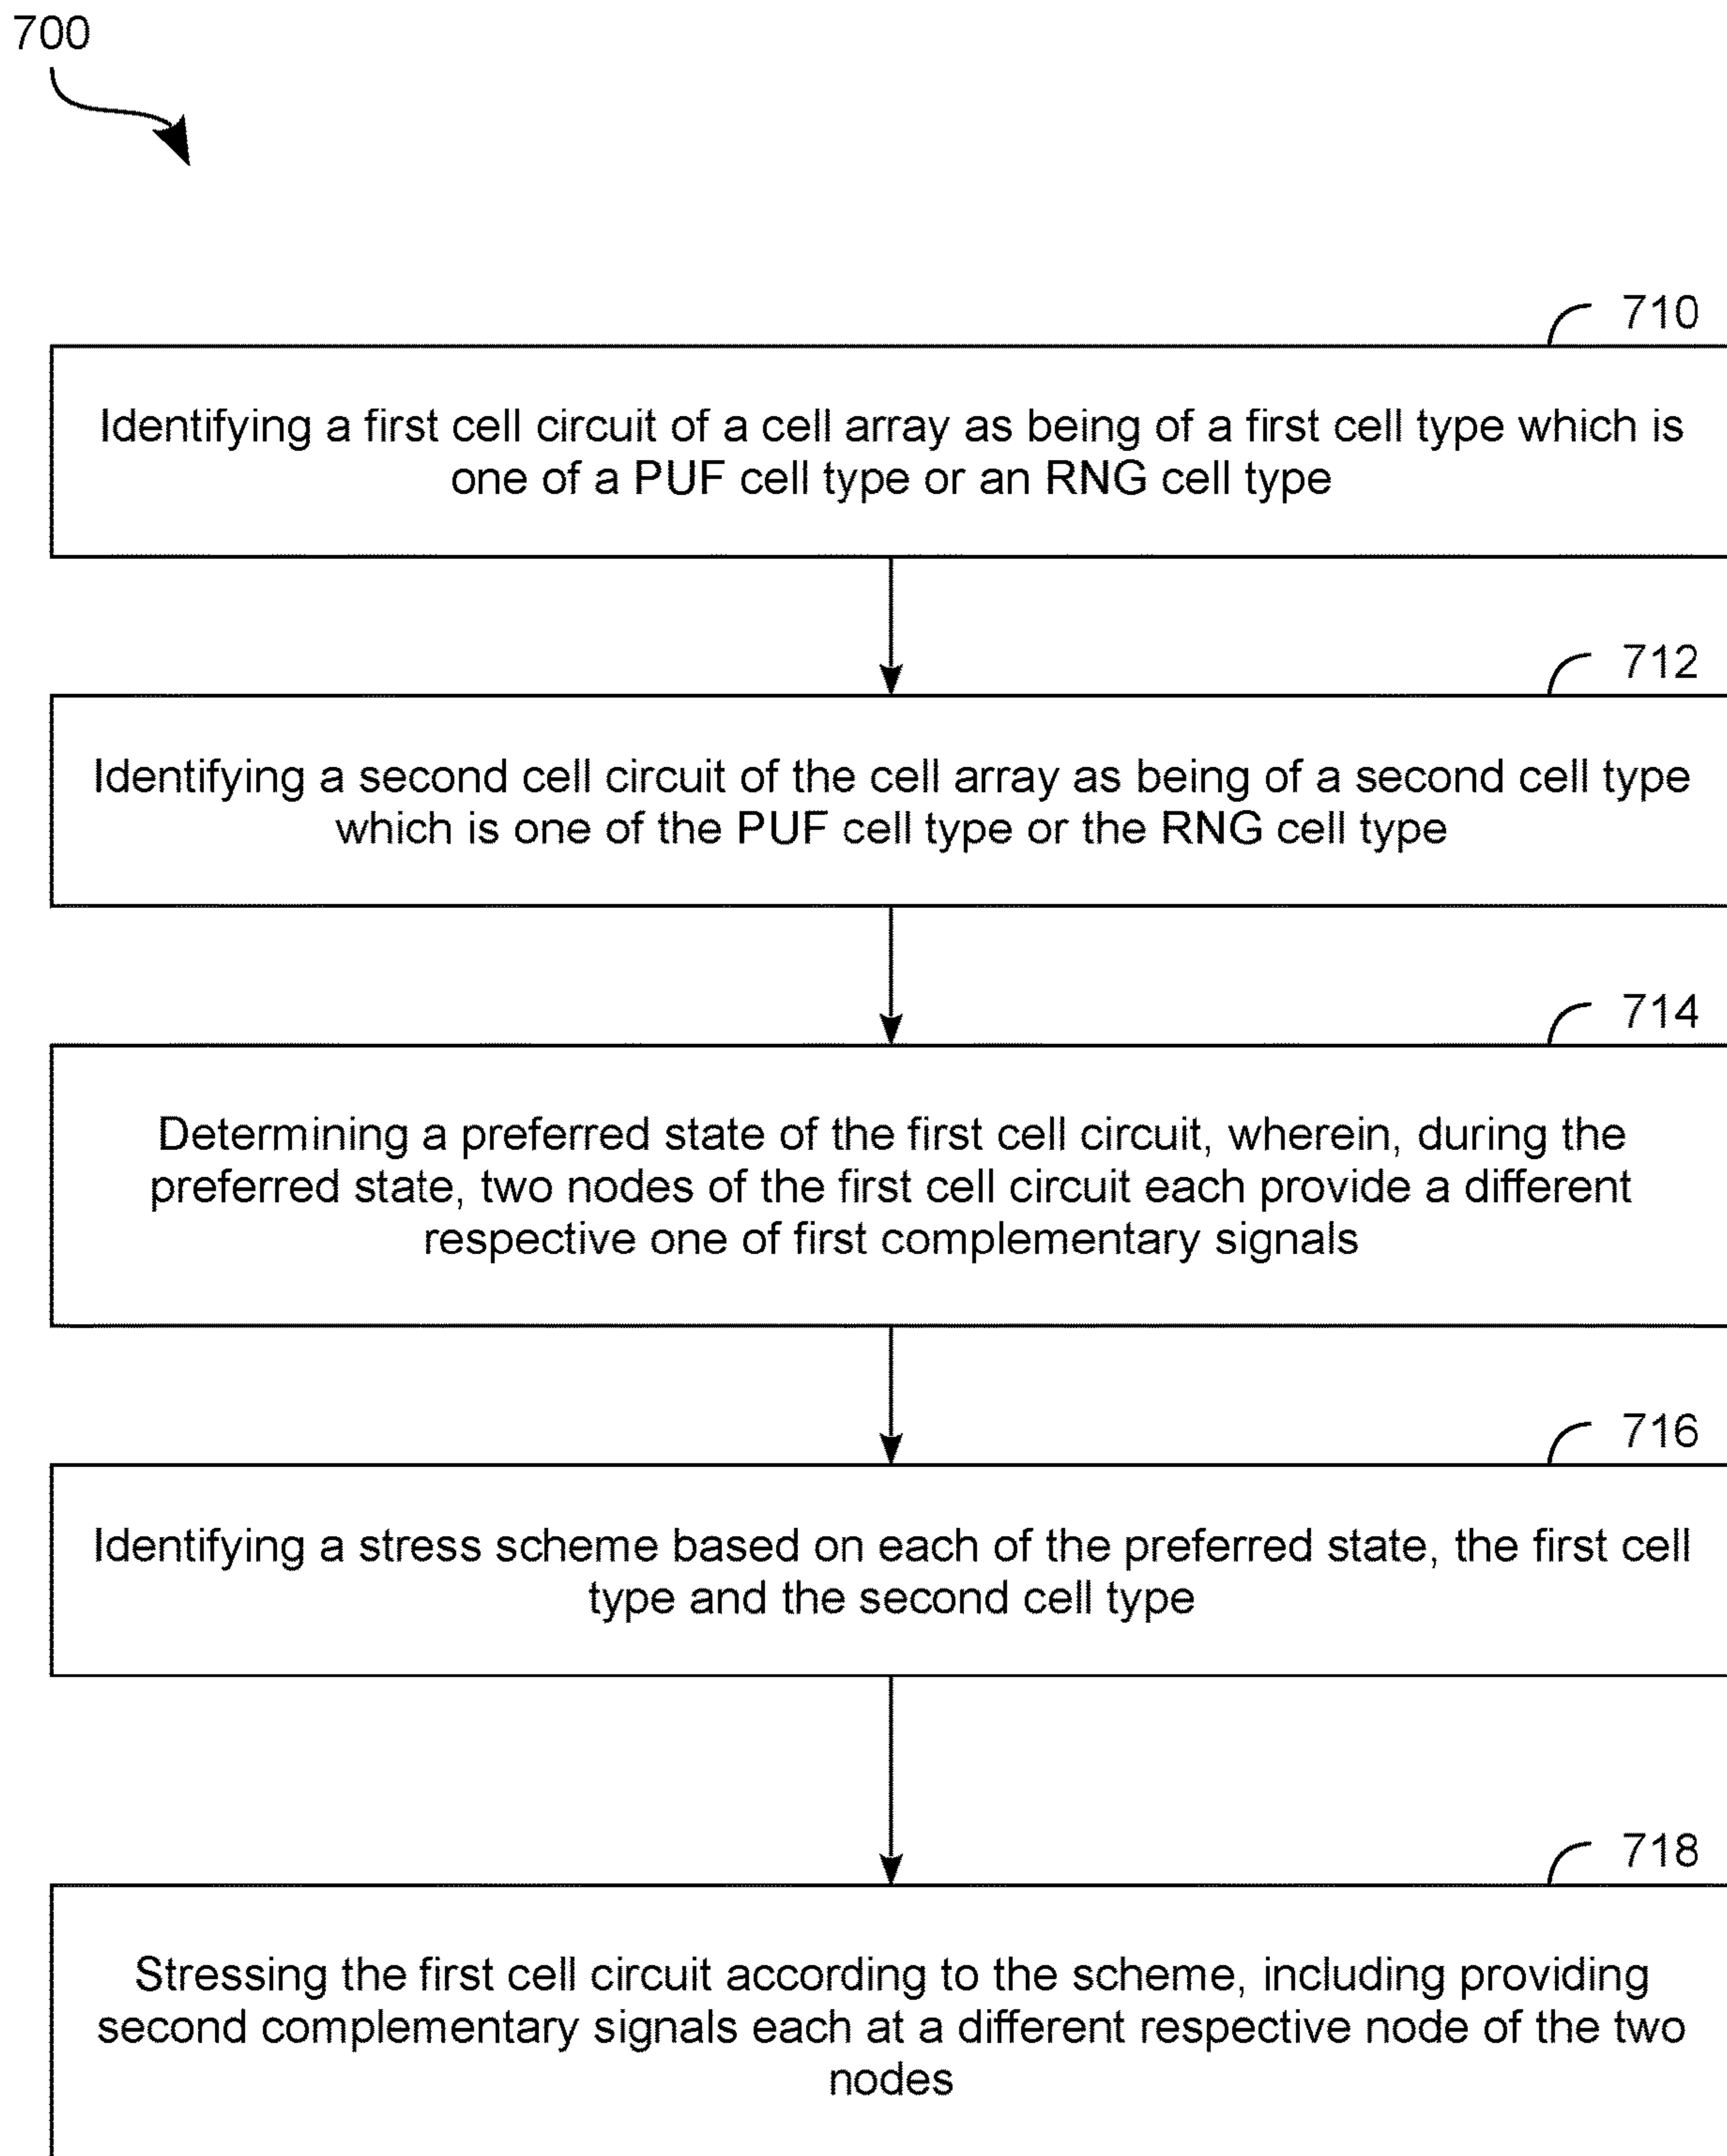 700
710
Identifying a first cell circuit of a cell array as being of a first cell type which is
one of a PUF cell type or an RNG cell type
712
Identifying a second cell circuit of the cell array as being of a second cell type
which is one of the PUF cell type or the RNG cell type
714
Determining a preferred state of the first cell circuit, wherein, during the
preferred state, two nodes of the first cell circuit each provide a different
respective one of first complementary signals
716
Identifying a stress scheme based on each of the preferred state, the first cell
type and the second cell type
718
Stressing the first cell circuit according to the scheme, including providing
second complementary signals each at a different respective node of the two
nodes